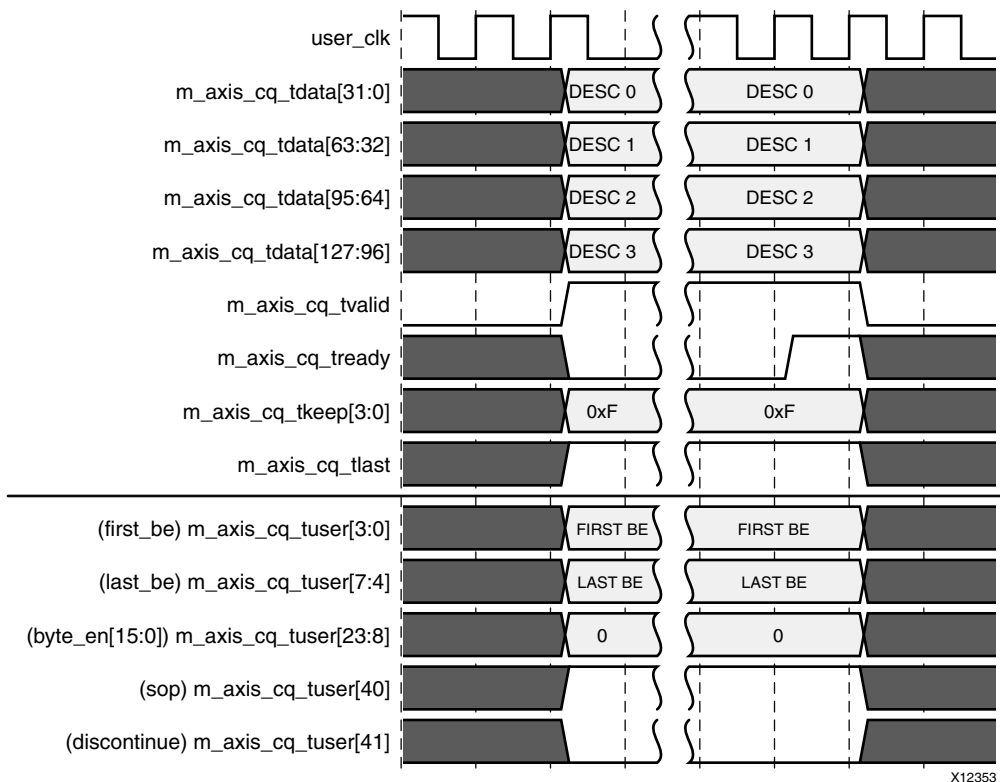 user_clk
m_axis_cq_tdata[31:0] DESC 0 DESC 0
m_axis_cq_tdata[63:32] DESC 1 DESC 1
m_axis_cq_tdata[95:64] DESC 2 DESC 2
m_axis_cq_tdata[127:96] DESC 3 DESC 3
m_axis_cq_tvalid
m_axis_cq_tready
m_axis_cq_tkeep[3:0] 0xF 0xF
m_axis_cq_tlast
(first_be) m_axis_cq_tuser[3:0] FIRST BE FIRST BE
(last_be) m_axis_cq_tuser[7:4] LAST BE LAST BE
(byte_en[15:0]) m_axis_cq_tuser[23:8] 0 0
(sop) m_axis_cq_tuser[40]
(discontinue) m_axis_cq_tuser[41]
X12353